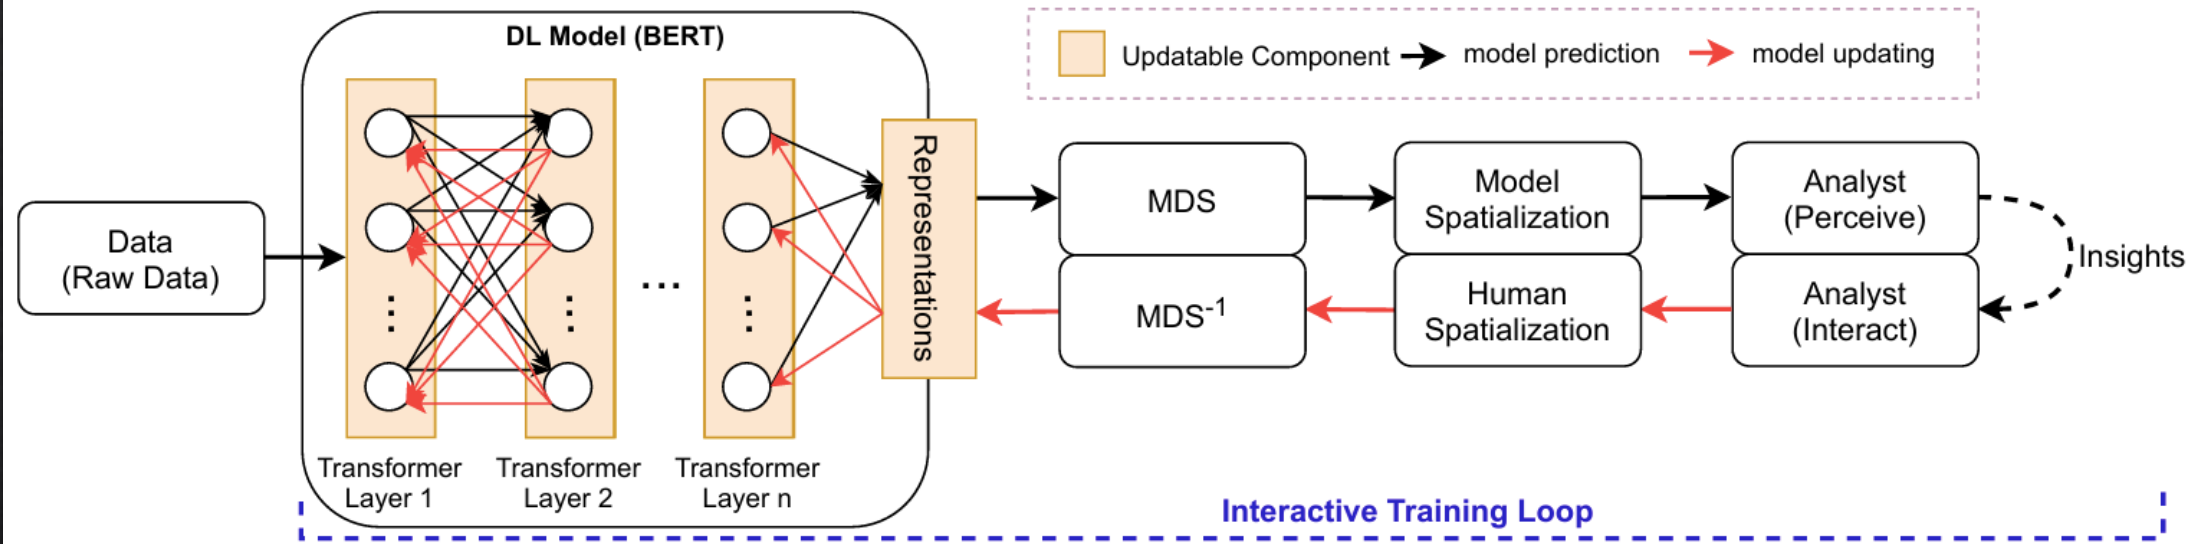 DL Model (BERT)
Updatable Component
model prediction
model updating
Data
(Raw Data)
...
Representations
MDS
Model
Spatialization
Analyst
(Perceive)
Insights
MDS-1
Human
Spatialization
Analyst
(Interact)
Transformer
Layer 1
Transformer
Layer 2
Transformer
Layer n
Interactive Training Loop